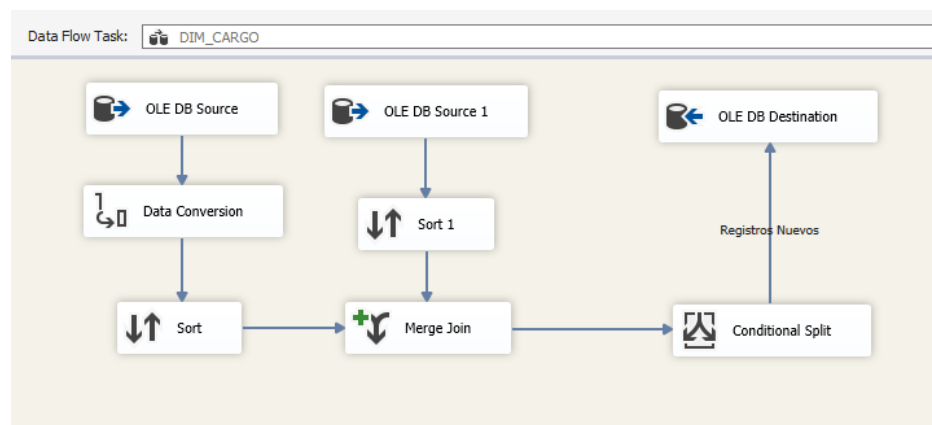 Data Flow Task: DIM_CARGO
OLE DB Source
OLE DB Source 1
OLE DB Destination
Data Conversion
Sort 1
Registros Nuevos
Sort
Merge Join
Conditional Split